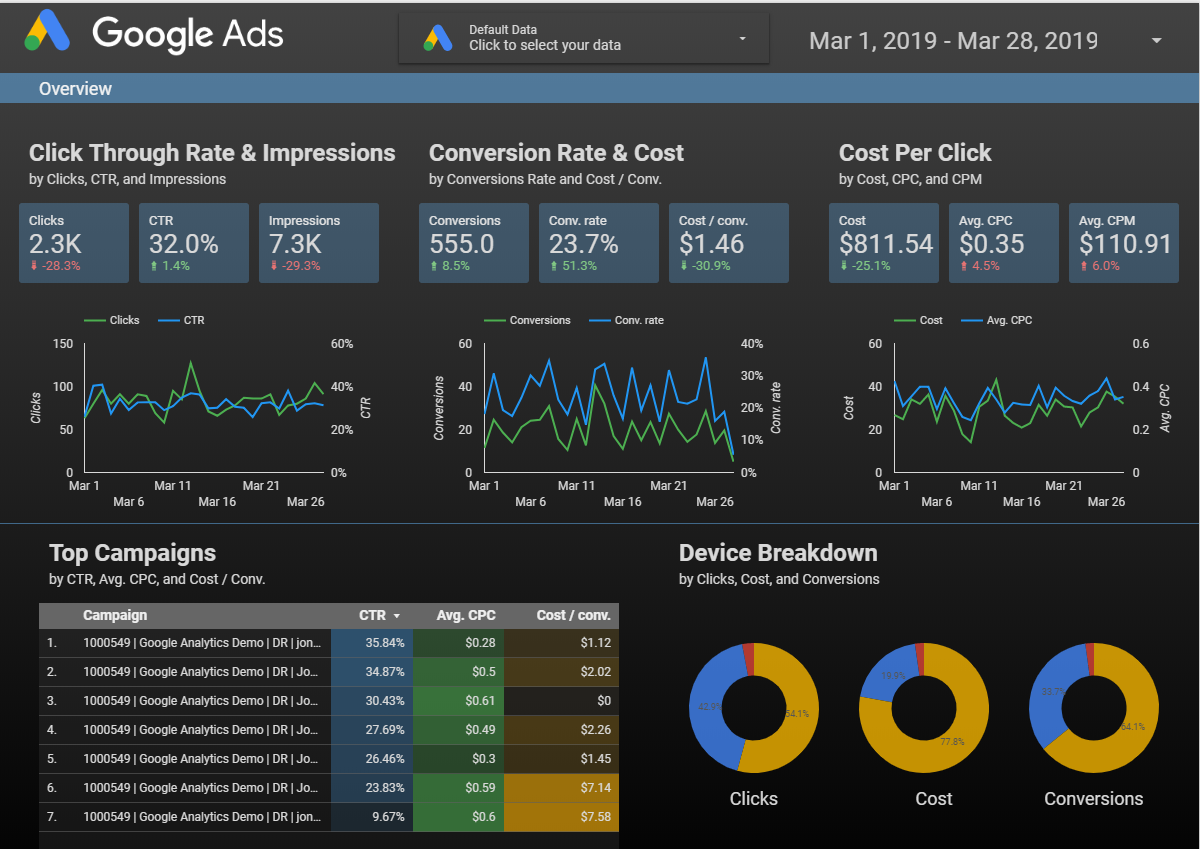 Google Ads
Default Data
Click to select your data
Mar 1, 2019 - Mar 28, 2019
Overview
Click Through Rate & Impressions
by Clicks, CTR, and Impressions
Clicks
2.3K
-28.3%
CTR
32.0%
1.4%
Impressions
7.3K
-29.3%
Conversion Rate & Cost
by Conversions Rate and Cost / Conv.
Conversions
555.0
8.5%
Conv. rate
23.7%
51.3%
Cost / conv.
$1.46
-30.9%
Cost Per Click
by Cost, CPC, and CPM
Cost
$811.54
-25.1%
Avg. CPC
$0.35
4.5%
Avg. CPM
$110.91
6.0%
Clicks CTR
150 60%
100 40%
50 20%
0 0%
Clicks
CTR
Mar 1 Mar 11 Mar 21
Mar 6 Mar 16 Mar 26
Conversions Conv. rate
60 40%
30%
40
20%
20
10%
0 0%
Conversions
Conv. rate
Mar 1 Mar 11 Mar 21
Mar 6 Mar 16 Mar 26
Cost Avg. CPC
60 0.6
40 0.4
20 0.2
0 0
Cost
Avg. CPC
Mar 1 Mar 11 Mar 21
Mar 6 Mar 16 Mar 26
Top Campaigns
by CTR, Avg. CPC, and Cost / Conv.
Campaign CTR Avg. CPC Cost / conv.
1. 1000549 | Google Analytics Demo | DR | jon... 35.84% $0.28 $1.12
2. 1000549 | Google Analytics Demo | DR | Jo... 34.87% $0.5 $2.02
3. 1000549 | Google Analytics Demo | DR | Jo... 30.43% $0.61 $0
4. 1000549 | Google Analytics Demo | DR | Jo... 27.69% $0.49 $2.26
5. 1000549 | Google Analytics Demo | DR | Jo... 26.46% $0.3 $1.45
6. 1000549 | Google Analytics Demo | DR | Jo... 23.83% $0.59 $7.14
7. 1000549 | Google Analytics Demo | DR | jon... 9.67% $0.6 $7.58
Device Breakdown
by Clicks, Cost, and Conversions
42.9%
54.1%
Clicks
19.9%
77.8%
Cost
33.7%
64.1%
Conversions